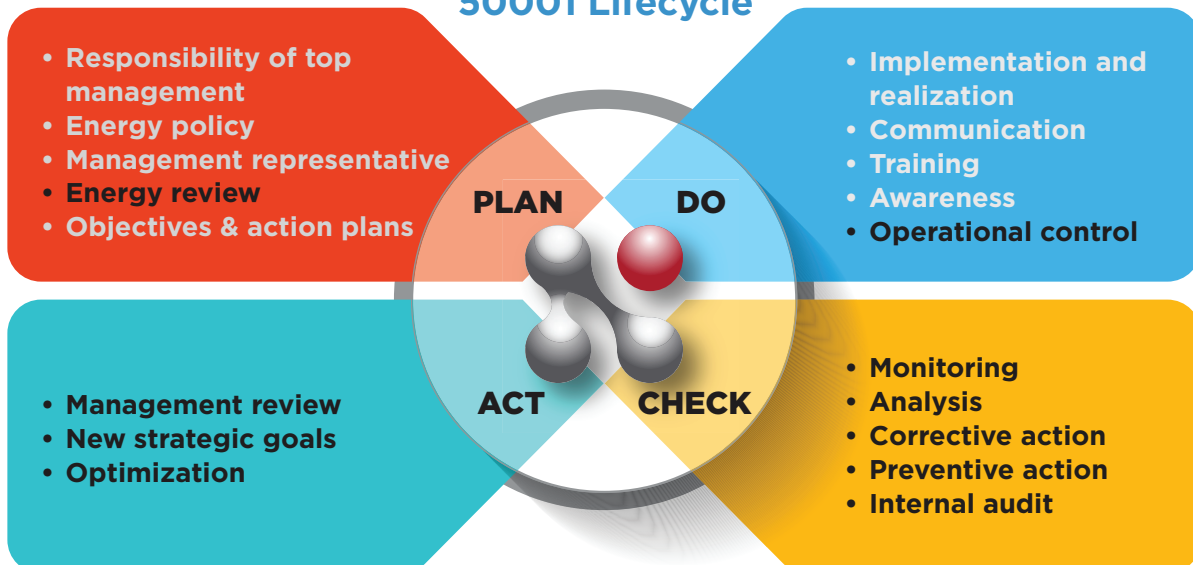 50001 Lifecycle
• Responsibility of top
management
• Energy policy
• Management representative
• Energy review
• Objectives & action plans
• Implementation and
realization
• Communication
• Training
• Awareness
• Operational control
PLAN
DO
ACT
CHECK
• Management review
• New strategic goals
• Optimization
• Monitoring
• Analysis
• Corrective action
• Preventive action
• Internal audit